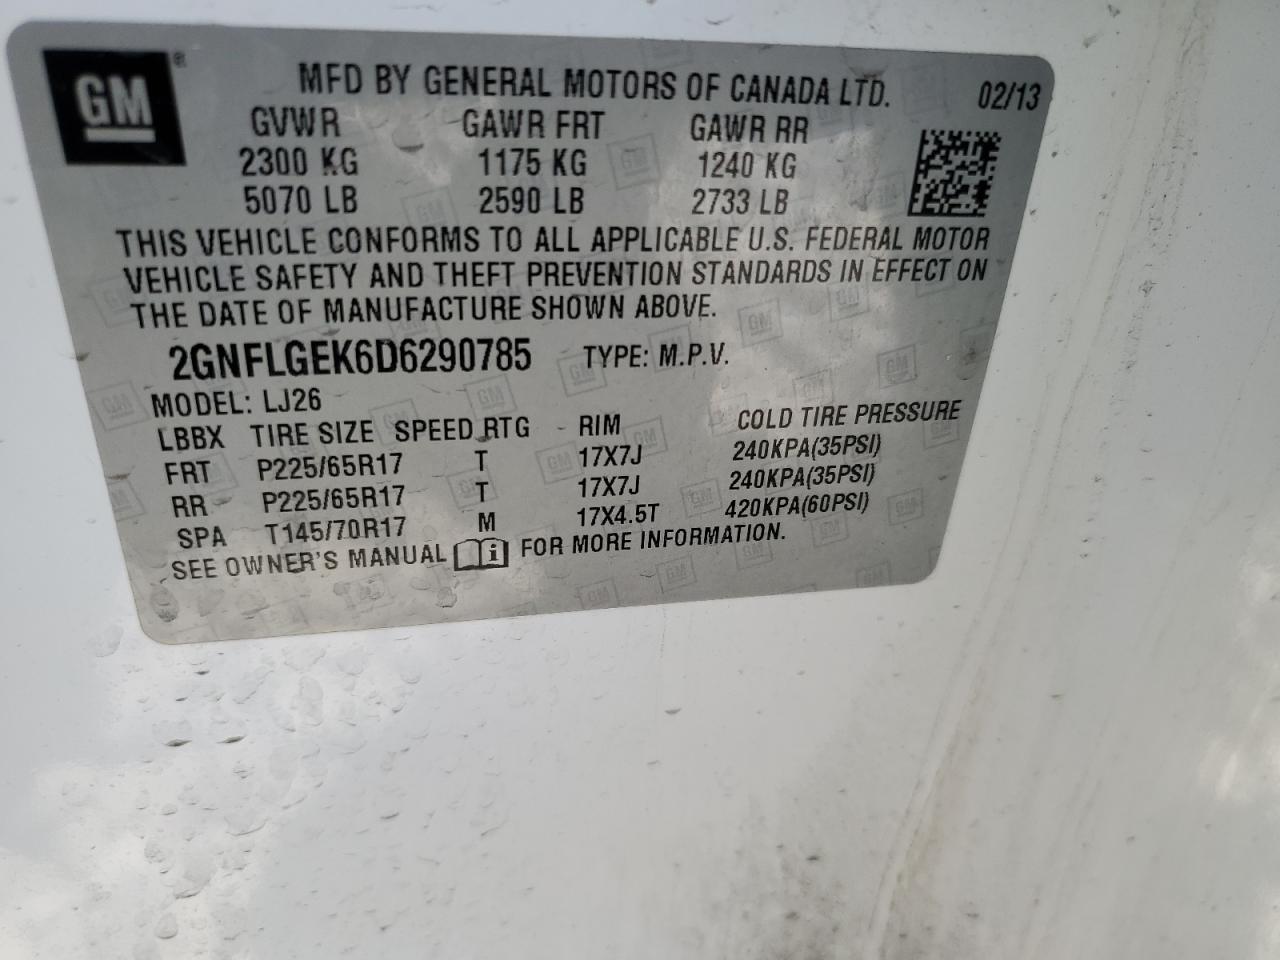 GM®
MFD BY GENERAL MOTORS OF CANADA LTD. 02/13
GVWR GAWR FRT GAWR RR
2300 KG 1175 KG 1240 KG
5070 LB 2590 LB 2733 LB
THIS VEHICLE CONFORMS TO ALL APPLICABLE U.S. FEDERAL MOTOR
VEHICLE SAFETY AND THEFT PREVENTION STANDARDS IN EFFECT ON
THE DATE OF MANUFACTURE SHOWN ABOVE.
2GNFLGEK6D6290785 TYPE: M.P.V.
MODEL: LJ26
LBBX TIRE SIZE SPEED RTG RIM COLD TIRE PRESSURE
FRT P225/65R17 T 17X7J 240KPA(35PSI)
RR P225/65R17 T 17X7J 240KPA(35PSI)
SPA T145/70R17 M 17X4.5T 420KPA(60PSI)
SEE OWNER'S MANUAL i FOR MORE INFORMATION.